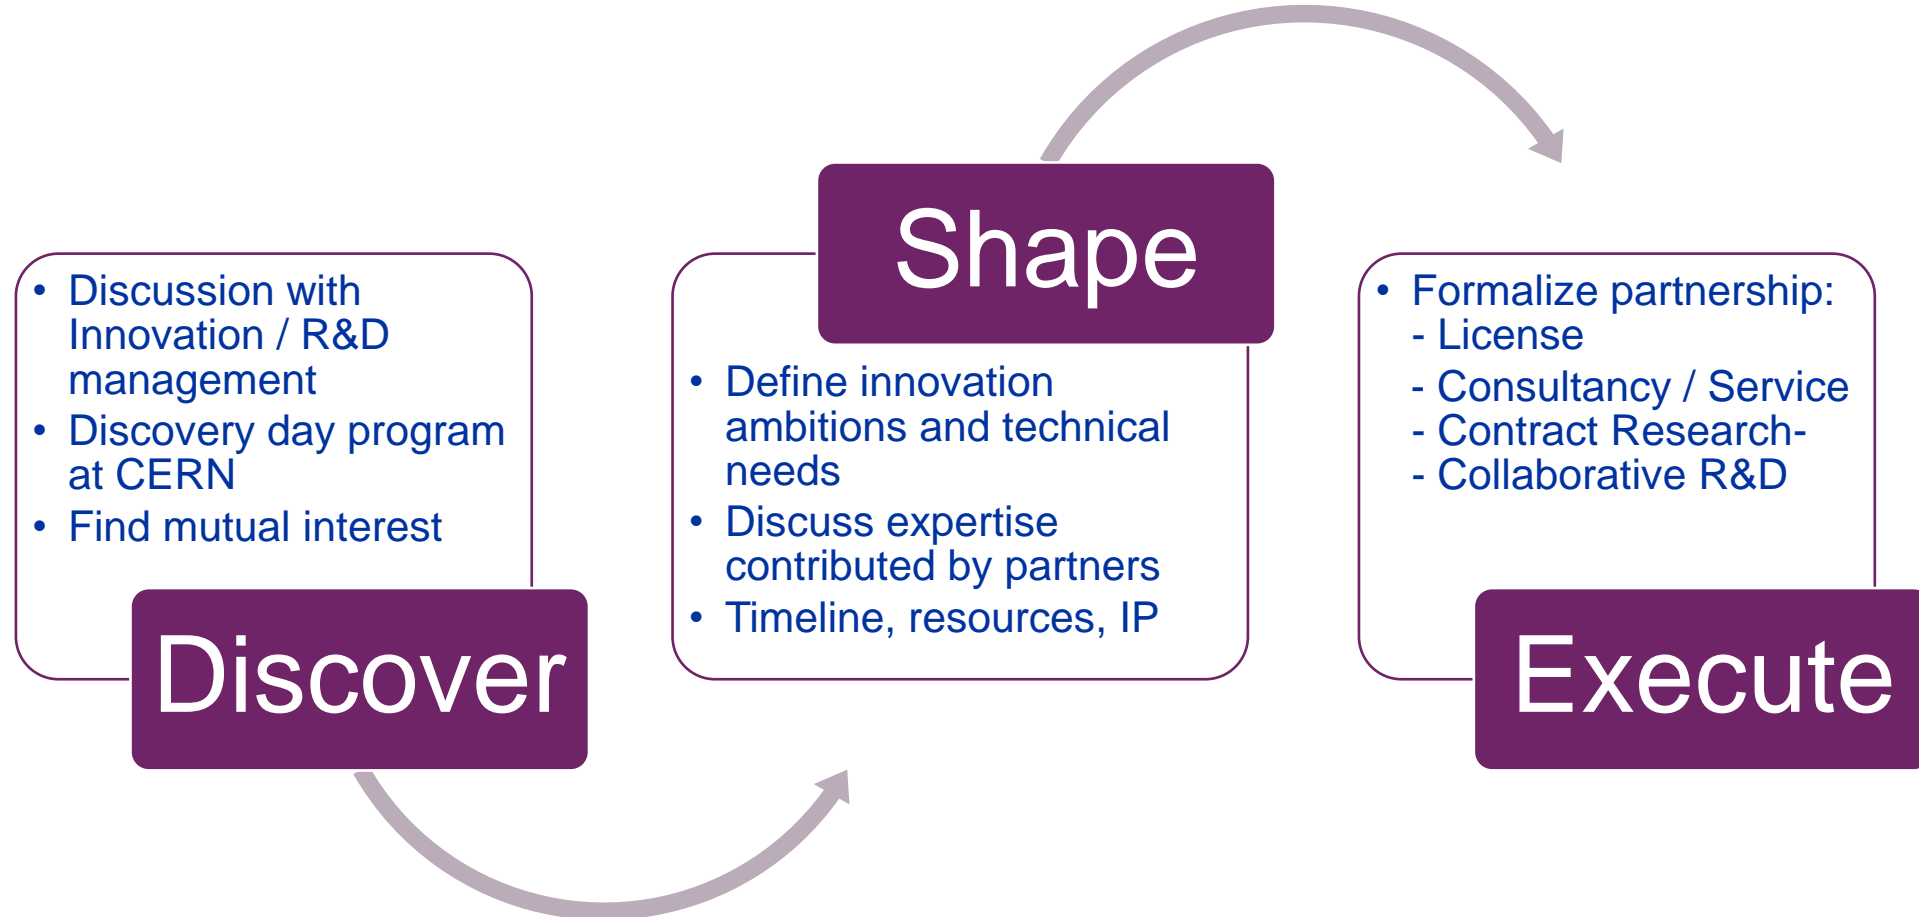 • Discussion with
Innovation / R&D
management
• Discovery day program
at CERN
• Find mutual interest
Discover
Shape
• Define innovation
ambitions and technical
needs
• Discuss expertise
contributed by partners
• Timeline, resources, IP
• Formalize partnership:
- License
- Consultancy / Service
- Contract Research-
- Collaborative R&D
Execute